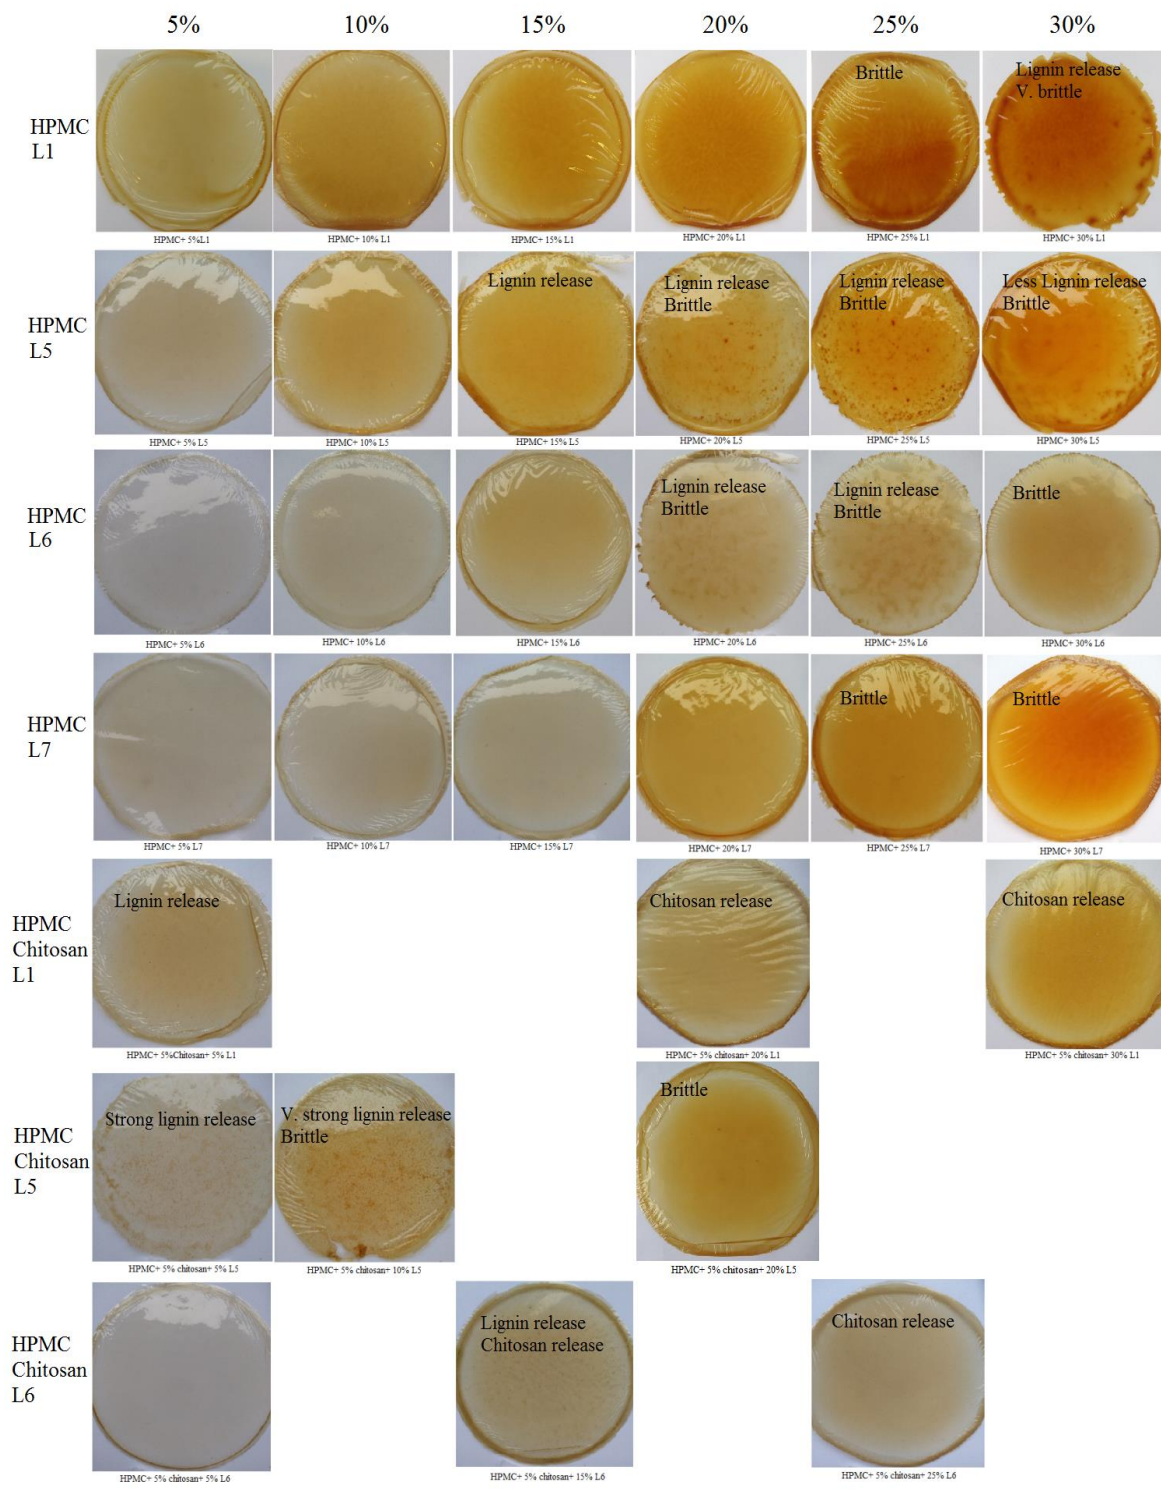 5% 10% 15% 20% 25% 30%
HPMC
L1
Brittle
Lignin release
V. brittle
HPMC+ 5%L1
HPMC+ 10% L1
HPMC+ 15% L1
HPMC+ 20% L1
HPMC+ 25% L1
HPMC+ 30% L1
HPMC
L5
Lignin release
Lignin release
Brittle
Lignin release
Brittle
Less Lignin release
Brittle
HPMC+ 5% L5
HPMC+ 10% L5
HPMC+ 15% L5
HPMC+ 20% L5
HPMC+ 25% L5
HPMC+ 30% L5
HPMC
L6
Lignin release
Brittle
Lignin release
Brittle
Brittle
HPMC+ 5% L6
HPMC+ 10% L6
HPMC+ 15% L6
HPMC+ 20% L6
HPMC+ 25% L6
HPMC+ 30% L6
HPMC
L7
Brittle
Brittle
HPMC+ 5% L7
HPMC+ 10% L7
HPMC+ 15% L7
HPMC+ 20% L7
HPMC+ 25% L7
HPMC+ 30% L7
HPMC
Chitosan
L1
Lignin release
Chitosan release
Chitosan release
HPMC+ 5%Chitosan+ 5% L1
HPMC+ 5% chitosan+ 20% L1
HPMC+ 5% chitosan+ 30% L1
HPMC
Chitosan
L5
Strong lignin release
V. strong lignin release
Brittle
Brittle
HPMC+ 5% chitosan+ 5% L5
HPMC+ 5% chitosan+ 10% L5
HPMC+ 5% chitosan+ 20% L5
HPMC
Chitosan
L6
Lignin release
Chitosan release
Chitosan release
HPMC+ 5% chitosan+ 5% L6
HPMC+ 5% chitosan+ 15% L6
HPMC+ 5% chitosan+ 25% L6